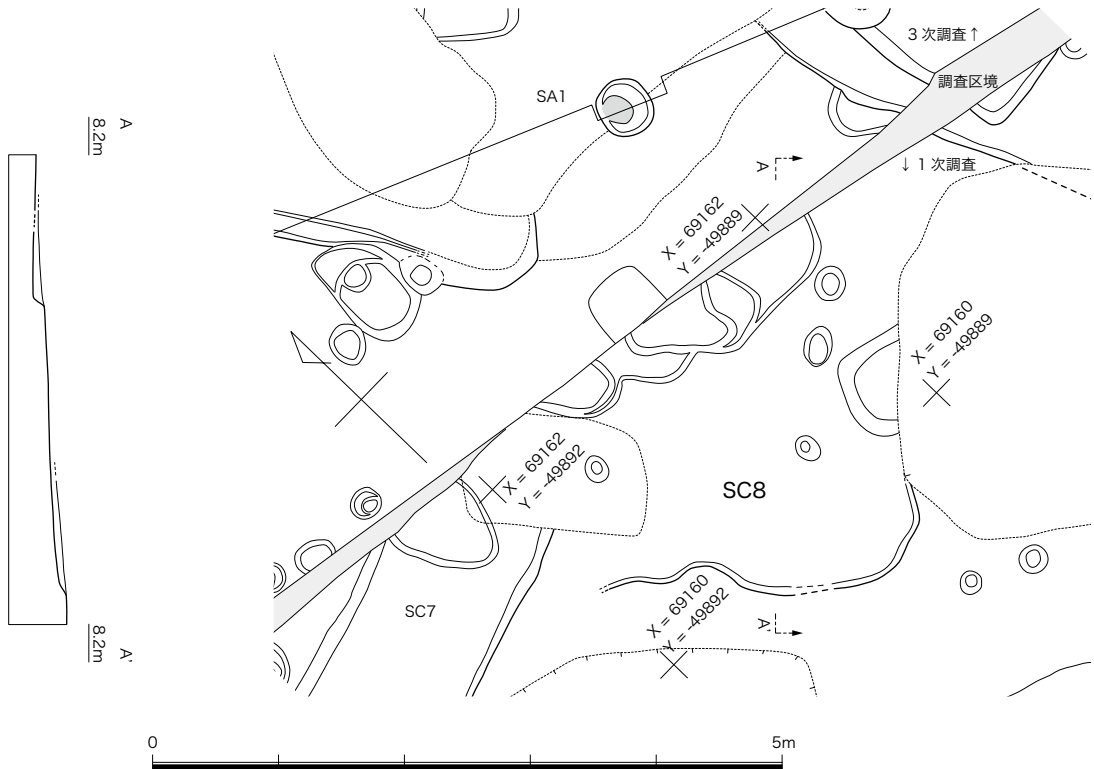 3次調査↑
調査区境
SA1
↓1次調査
A
8.2m
A
X = 69162
Y = -49889
X = 69160
Y = -49889
X = 69162
Y = -49892
SC8
SC7
X = 69160
Y = -49892
A'
8.2m
A'
0
5m